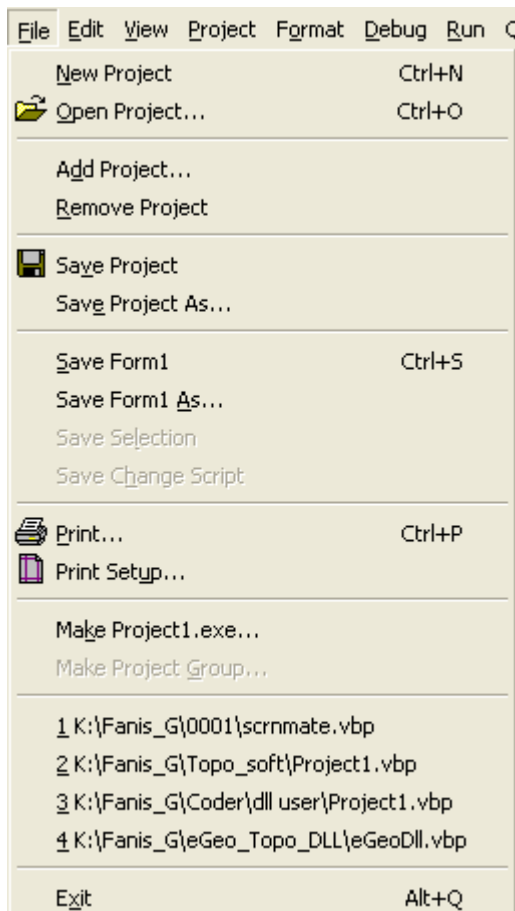 File Edit View Project Format Debug Run
New Project Ctrl+N
Open Project... Ctrl+O
Add Project...
Remove Project
Save Project
Save Project As...
Save Form1 Ctrl+S
Save Form1 As...
Save Selection
Save Change Script
Print... Ctrl+P
Print Setup...
Make Project1.exe...
Make Project Group...
1 K:\Fanis_G\0001\scrnmate.vbp
2 K:\Fanis_G\Topo_soft\Project1.vbp
3 K:\Fanis_G\Coder\dll user\Project1.vbp
4 K:\Fanis_G\eGeo_Topo_DLL\eGeoDll.vbp
Exit Alt+Q